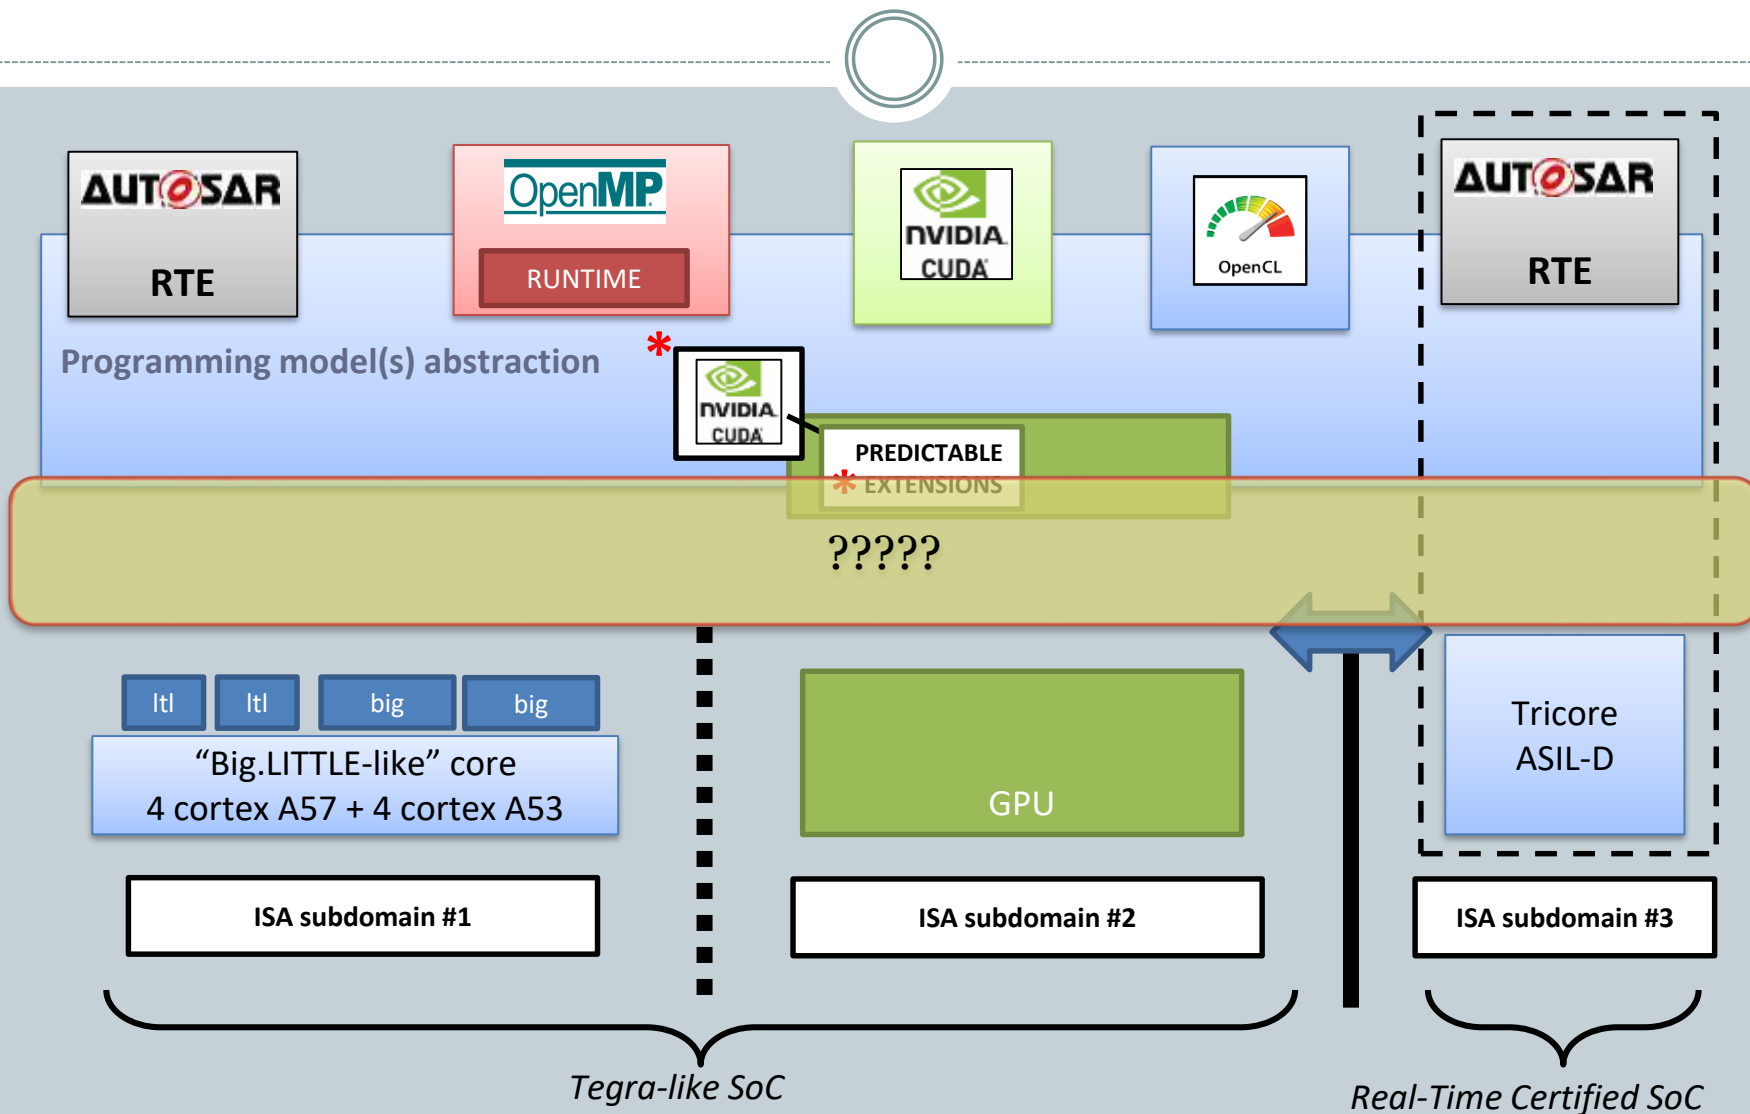 AUTOSAR
RTE
OpenMP
RUNTIME
nVIDIA.
CUDA
OpenCL
AUTOSAR
RTE
Programming model(s) abstraction
*
nVIDIA.
CUDA
PREDICTABLE
* EXTENSIONS
?????
ltl
ltl
big
big
“Big.LITTLE-like” core
4 cortex A57 + 4 cortex A53
GPU
Tricore
ASIL-D
ISA subdomain #1
ISA subdomain #2
ISA subdomain #3
Tegra-like SoC
Real-Time Certified SoC